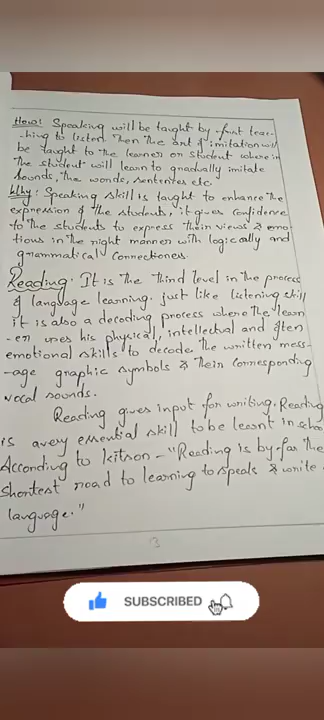 How: Speaking will be taught by first teac-
-hing to listed. Then the art of imitation will
be taught to the learner or student where in
the student will learn to gradually imitate
sounds, the words, sentences etc.
Why: Speaking skill is taught to enhance the
expression of the students, it gives confidence
to the students to express their views & emo-
tions in the right manner with logically and
grammatical connectioness.
Reading: It is the third level in the process
of language learning. just like listening skill
it is also a decoding process where the learn
-er uses his physical, intellectual and often
emotional skills to decode the written mess-
-age graphic symbols & their corresponding
vocal sounds.
Reading gives input for writing. Reading
is a very essential skill to be learnt in schoo
According to kitson - "Reading is by-far the
shortest road to learning to speak & write
language."
3
SUBSCRIBED